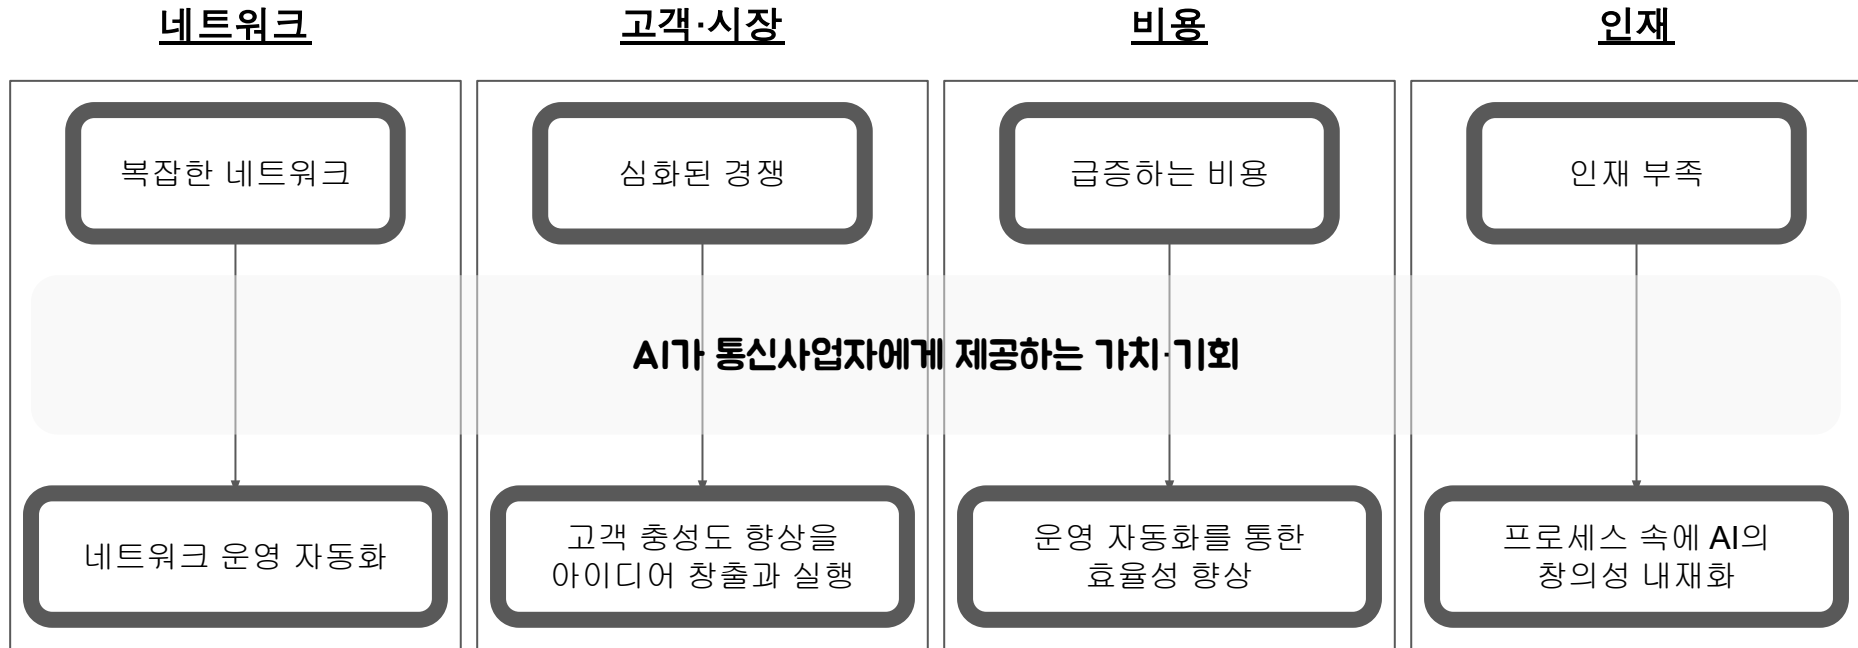 네트워크
고객·시장
비용
인재
복잡한 네트워크
심화된 경쟁
급증하는 비용
인재 부족
AI가 통신사업자에게 제공하는 가치·기회
네트워크 운영 자동화
고객 충성도 향상을
아이디어 창출과 실행
운영 자동화를 통한
효율성 향상
프로세스 속에 AI의
창의성 내재화